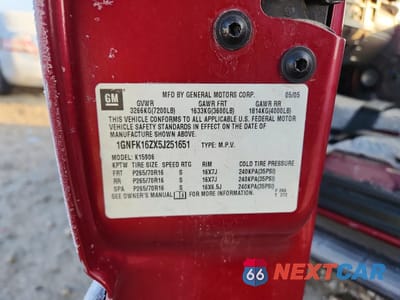 GM
MFD BY GENERAL MOTORS CORP. 05/05
GVWR GAWR FRT GAWR RR
3266KG(7200LB) 1633KG(3600LB) 1814KG(4000LB)
THIS VEHICLE CONFORMS TO ALL APPLICABLE U.S. FEDERAL MOTOR
VEHICLE SAFETY STANDARDS IN EFFECT ON THE DATE OF
MANUFACTURE SHOWN ABOVE.
1GNFK16ZX5J251651 TYPE: M.P.V.
MODEL: K15906
KPTW TIRE SIZE SPEED RTG RIM COLD TIRE PRESSURE
FRT P265/70R16 S 16X7J 240KPA(35PSI)
RR P265/70R16 S 16X7J 240KPA(35PSI)
SPA P265/70R16 S 16X6.5J 240KPA(35PSI)
SEE OWNER'S MANUAL FOR MORE INFORMATION.
66 NEXTCAR